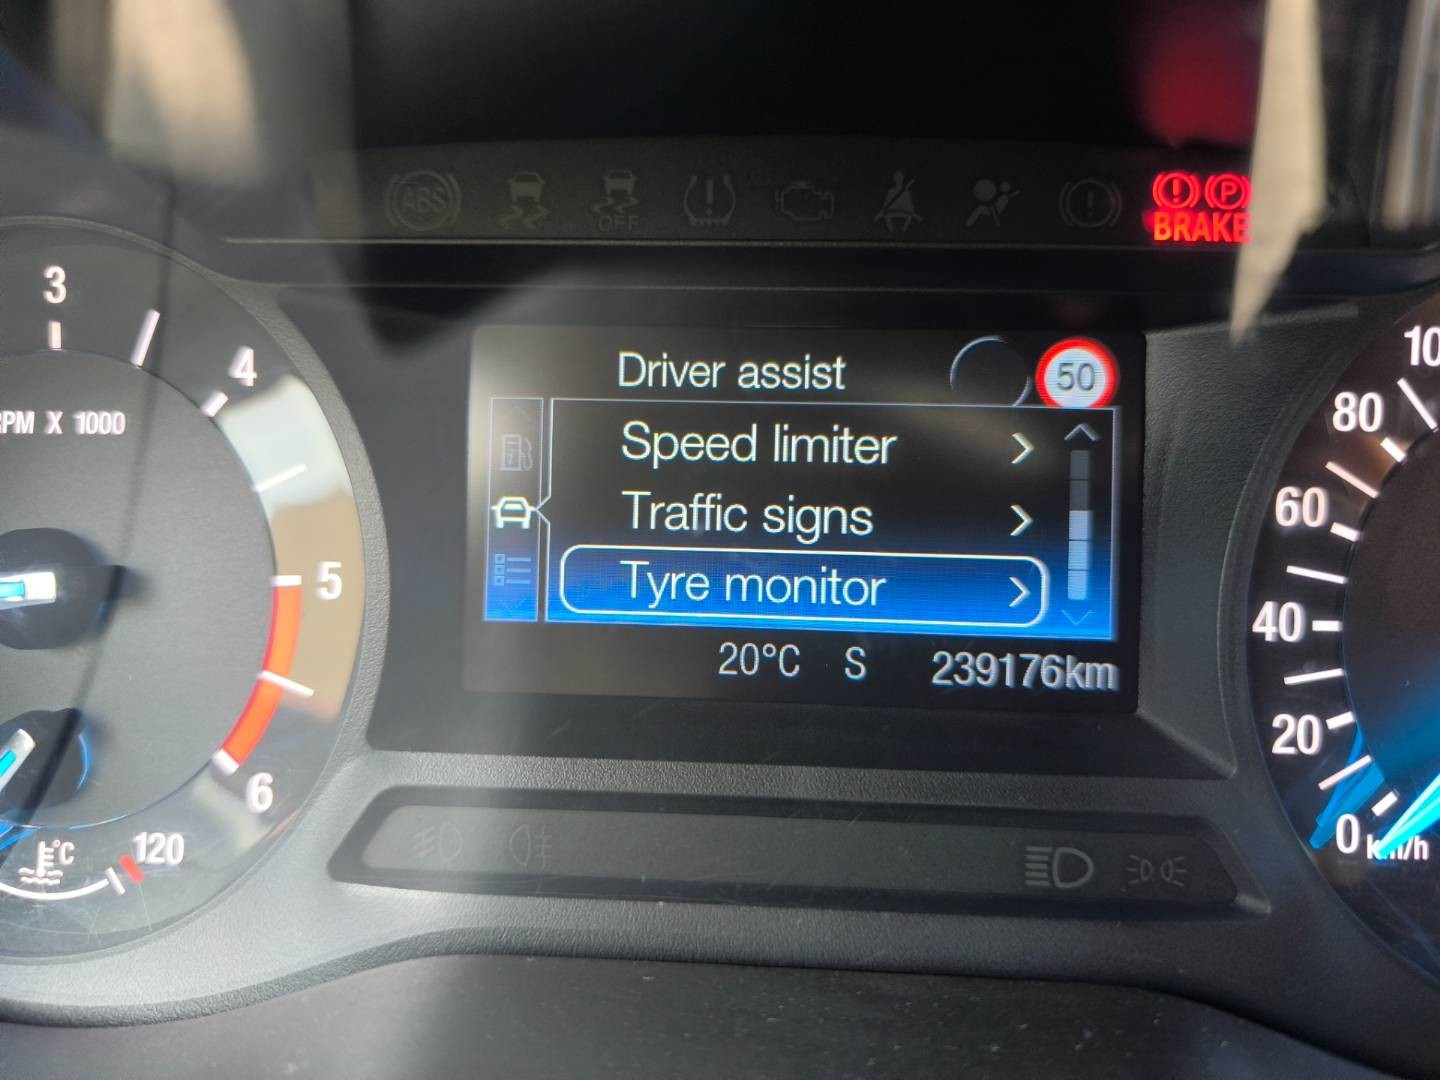 ABS
OFF
P
BRAKE
3
4
RPM X 1000
5
6
°C
120
Driver assist
50
Speed limiter
Traffic signs
Tyre monitor
20°C S 239176km
80
60
40
20
0
km/h